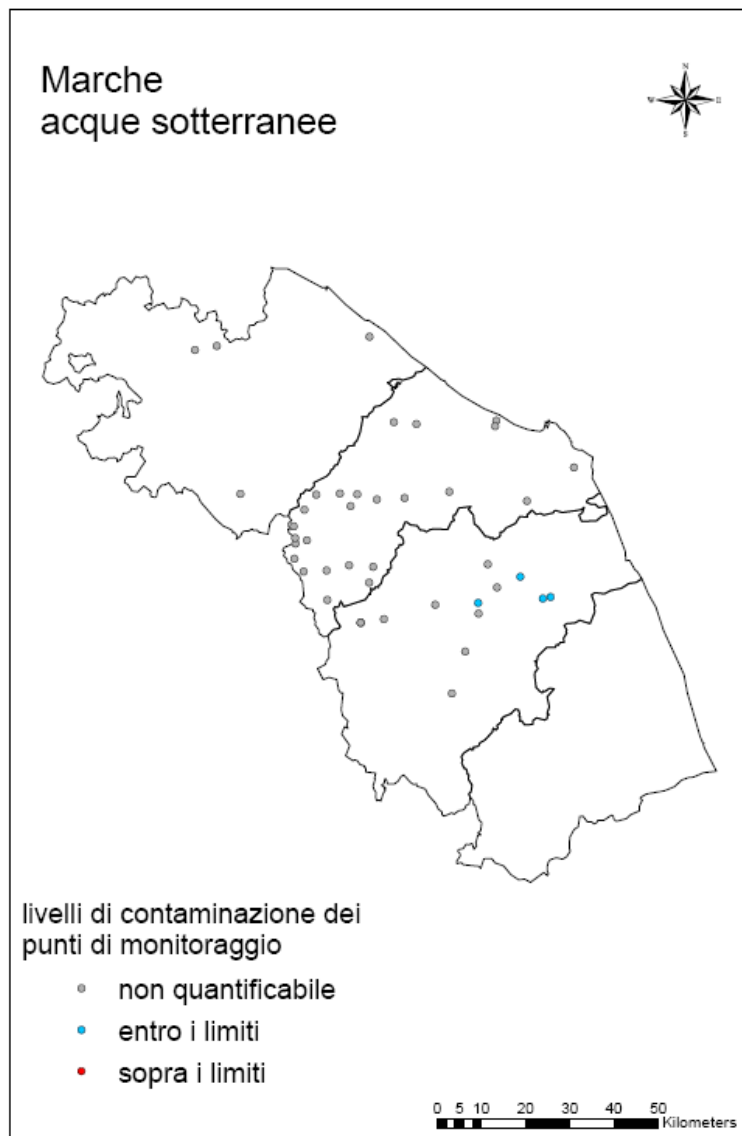 Marche
acque sotterranee
N
W
E
S
livelli di contaminazione dei
punti di monitoraggio
non quantificabile
entro i limiti
sopra i limiti
0 5 10 20 30 40 50
Kilometers